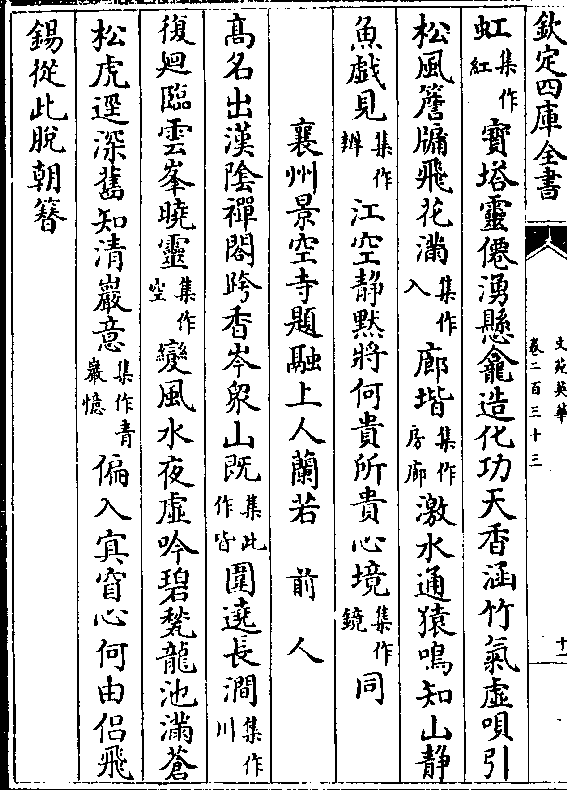 欽定四庫全書
文苑英華
卷二百三十三
十一
虹集作紅寶塔靈僊湧懸龕造化功天香涵竹氣虛唄引
松風簷牖飛花滿集作入廊堦集作房廊激水通猿鳴知山靜
魚戲見集作辨江空靜默將何貴所貴心境集作鏡同
襄州景空寺題融上人蘭若　前人
髙名出漢隂禪閣跨香岑衆山既集此作皆圍遶長澗集作川
復廻臨雲峯曉靈集作空變風水夜虛吟碧甃龍池滿蒼
松虎逕深舊知清巖意集作青巖憶偏入㝠窅心何由侣飛
錫從此脫朝簪